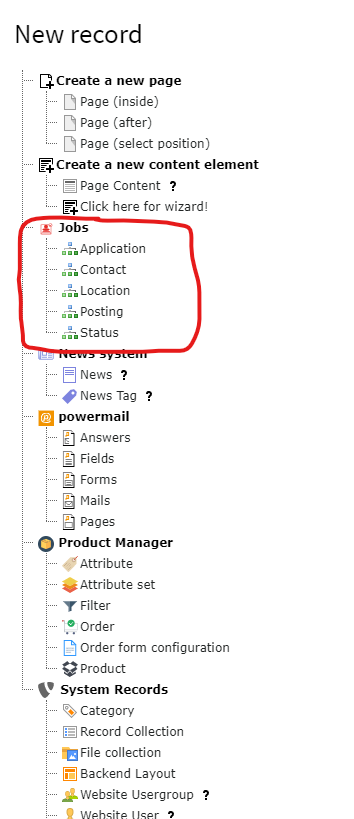 New record
Create a new page
Page (inside)
Page (after)
Page (select position)
Create a new content element
Page Content ?
Click here for wizard!
Jobs
Application
Contact
Location
Posting
Status
News system
News ?
News Tag ?
powermail
Answers
Fields
Forms
Mails
Pages
Product Manager
Attribute
Attribute set
Filter
Order
Order form configuration
Product
System Records
Category
Record Collection
File collection
Backend Layout
Website Usergroup ?
Website User ?